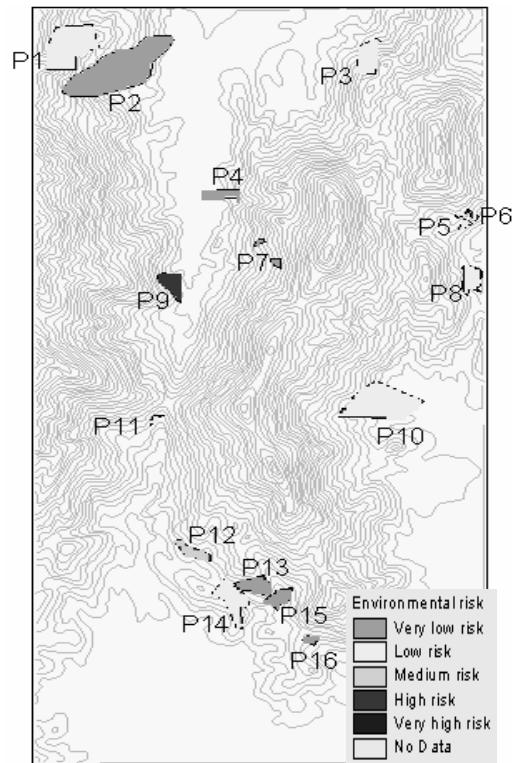 P1
P2
P3
P4
P5
P6
P7
P8
P9
P10
P11
P12
P13
P14
P15
P16
Environmental risk
Very low risk
Low risk
Medium risk
High risk
Very high risk
No Data